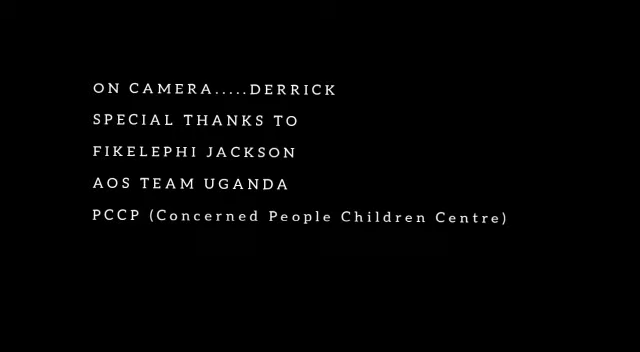 ON CAMERA.....DERRICK
SPECIAL THANKS TO
FIKELEPHI JACKSON
AOS TEAM UGANDA
PCCP (Concerned People Children Centre)